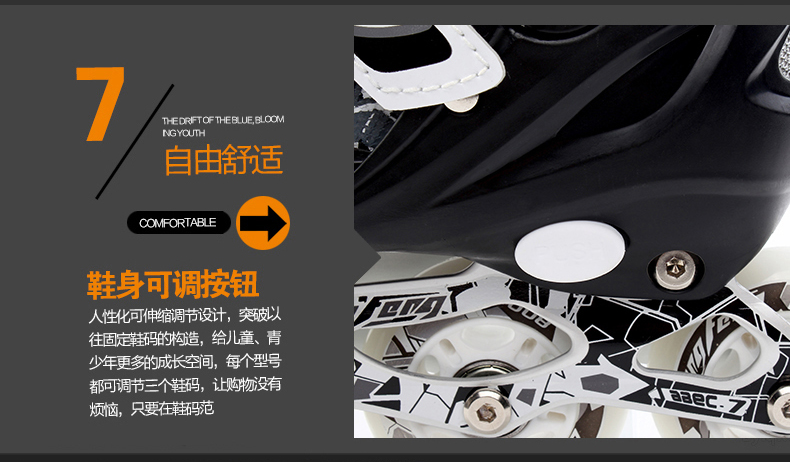 7
THE DRIFT OF THE BLUE, BLOOM
ING YOUTH
自由舒适
COMFORTABLE
鞋身可调按钮
人性化可伸缩调节设计，突破以
往固定鞋码的构造，给儿童、青
少年更多的成长空间，每个型号
都可调节三个鞋码，让购物没有
烦恼，只要在鞋码范
Feng
ABEC-7